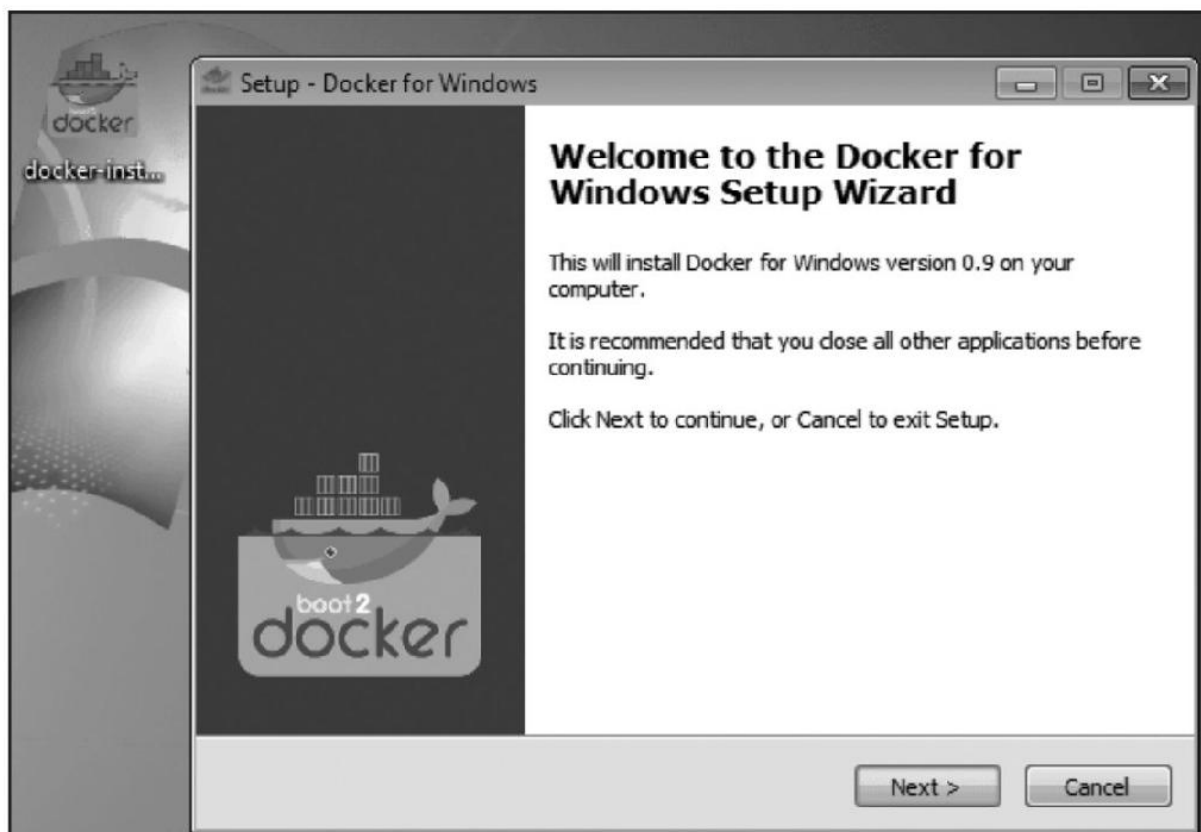 docker
docker-inst...
Setup - Docker for Windows
Welcome to the Docker for
Windows Setup Wizard
This will install Docker for Windows version 0.9 on your
computer.
It is recommended that you close all other applications before
continuing.
Click Next to continue, or Cancel to exit Setup.
boot2
docker
Next >
Cancel